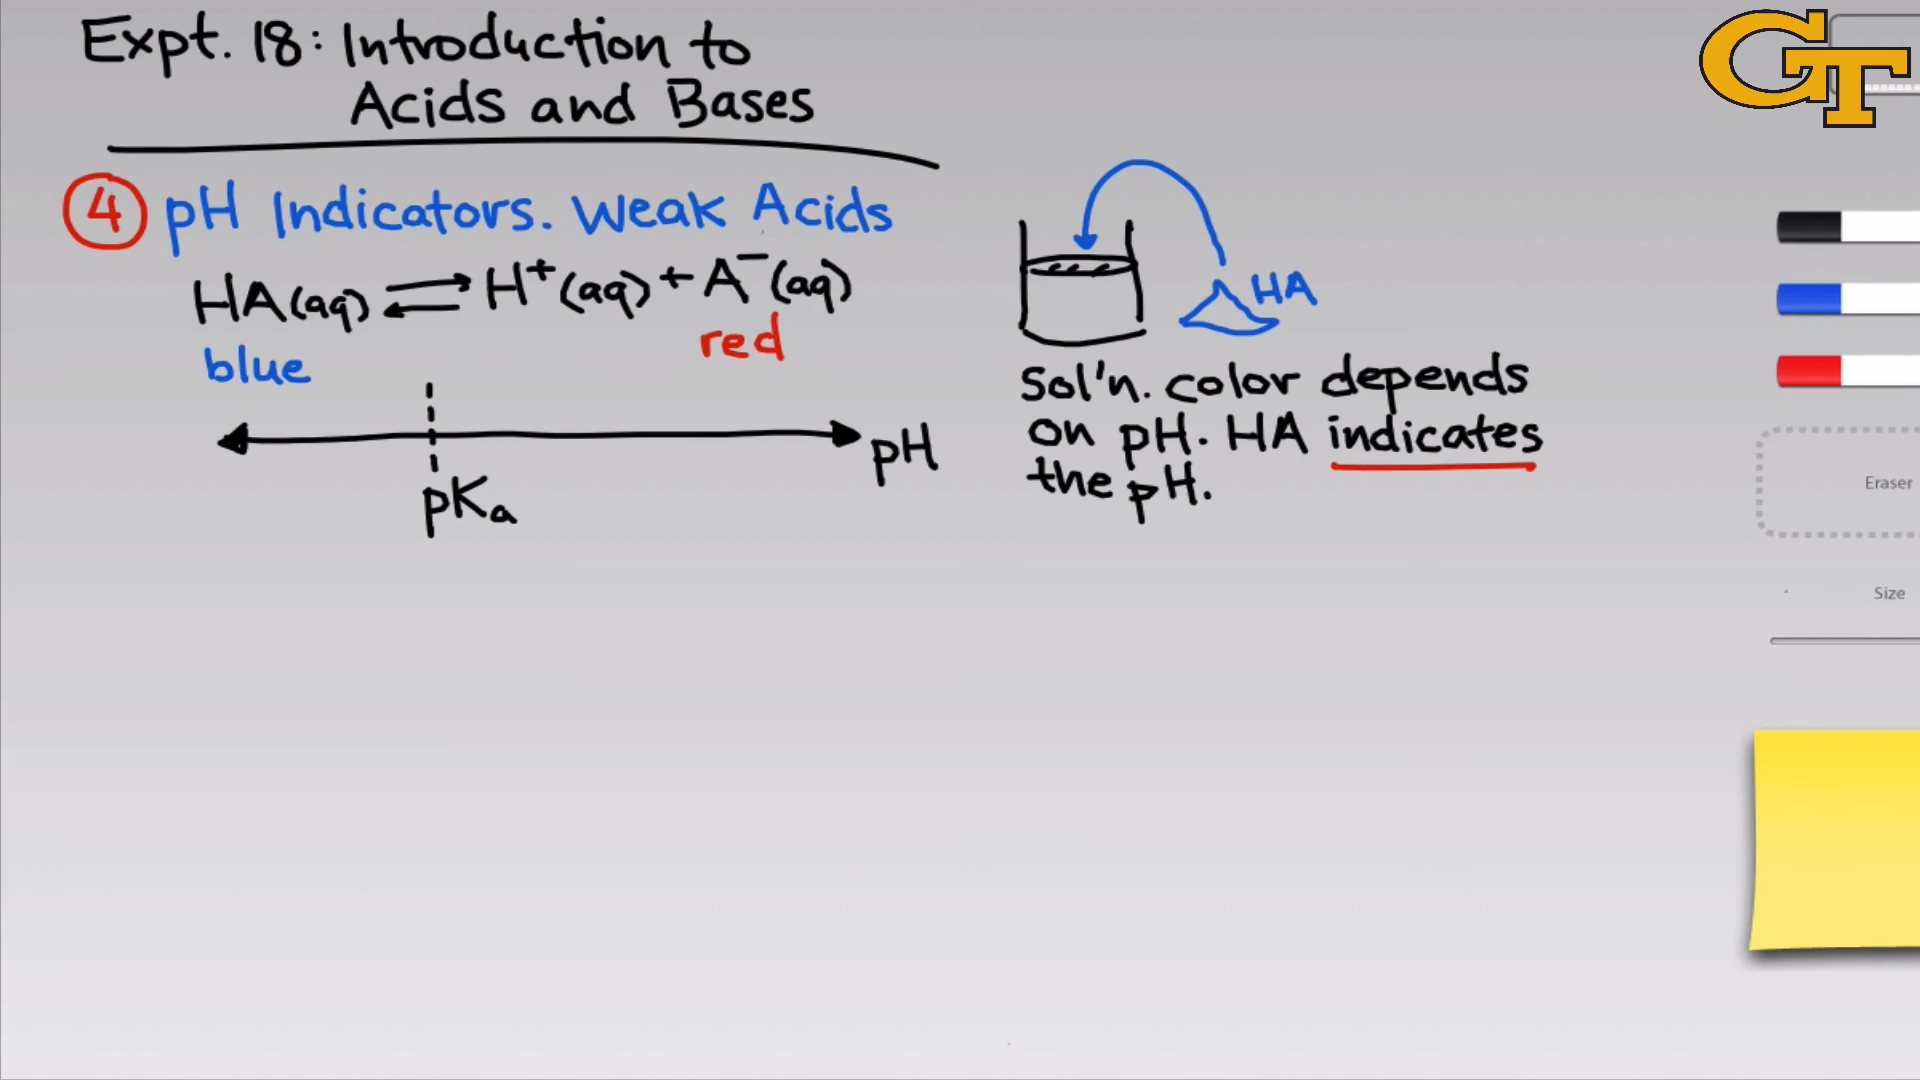 Expt. 18: Introduction to
Acids and Bases
④ pH Indicators. Weak Acids
HA(aq) ⇌ H⁺(aq) + A⁻(aq)
blue
red
pH
pKₐ
HA
sol'n. color depends
on pH. HA indicates
the pH.
GT
Eraser
Size